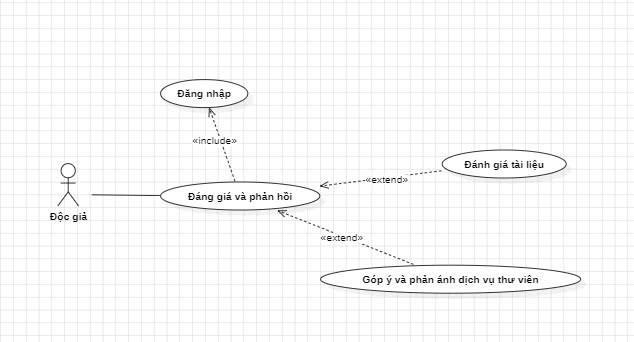 Đăng nhập
«include»
Đánh giá tài liệu
«extend»
Đáng giá và phản hồi
Độc giả
«extend»
Góp ý và phản ánh dịch vụ thư viên